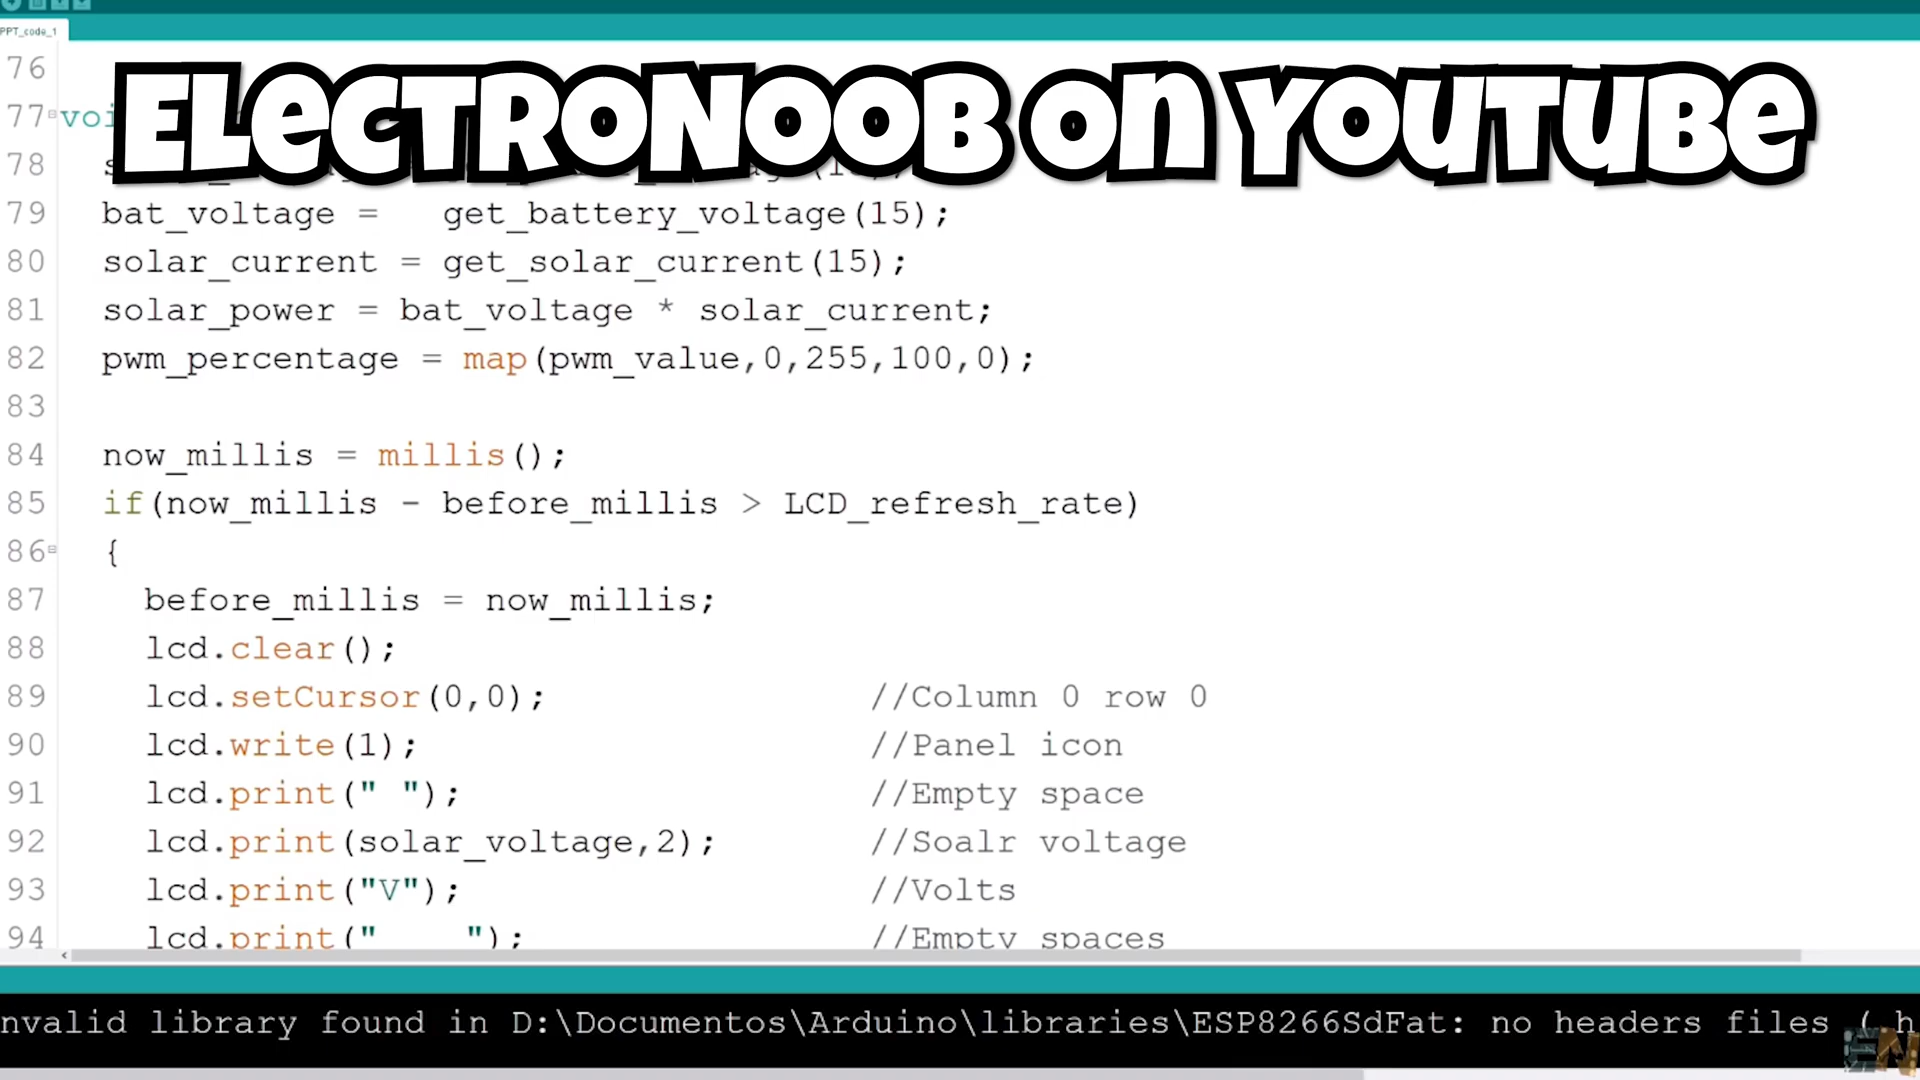 PPT_code_1
ELECTRONOOB ON YOUTUBE
76
77 voi
78
79 bat_voltage = get_battery_voltage(15);
80 solar_current = get_solar_current(15);
81 solar_power = bat_voltage * solar_current;
82 pwm_percentage = map(pwm_value,0,255,100,0);
83
84 now_millis = millis();
85 if(now_millis - before_millis > LCD_refresh_rate)
86 {
87 before_millis = now_millis;
88 lcd.clear();
89 lcd.setCursor(0,0); //Column 0 row 0
90 lcd.write(1); //Panel icon
91 lcd.print(" "); //Empty space
92 lcd.print(solar_voltage,2); //Soalr voltage
93 lcd.print("V"); //Volts
94 lcd.print("    "); //Empty spaces
nvalid library found in D:\Documentos\Arduino\libraries\ESP8266SdFat: no headers files (.h
EN